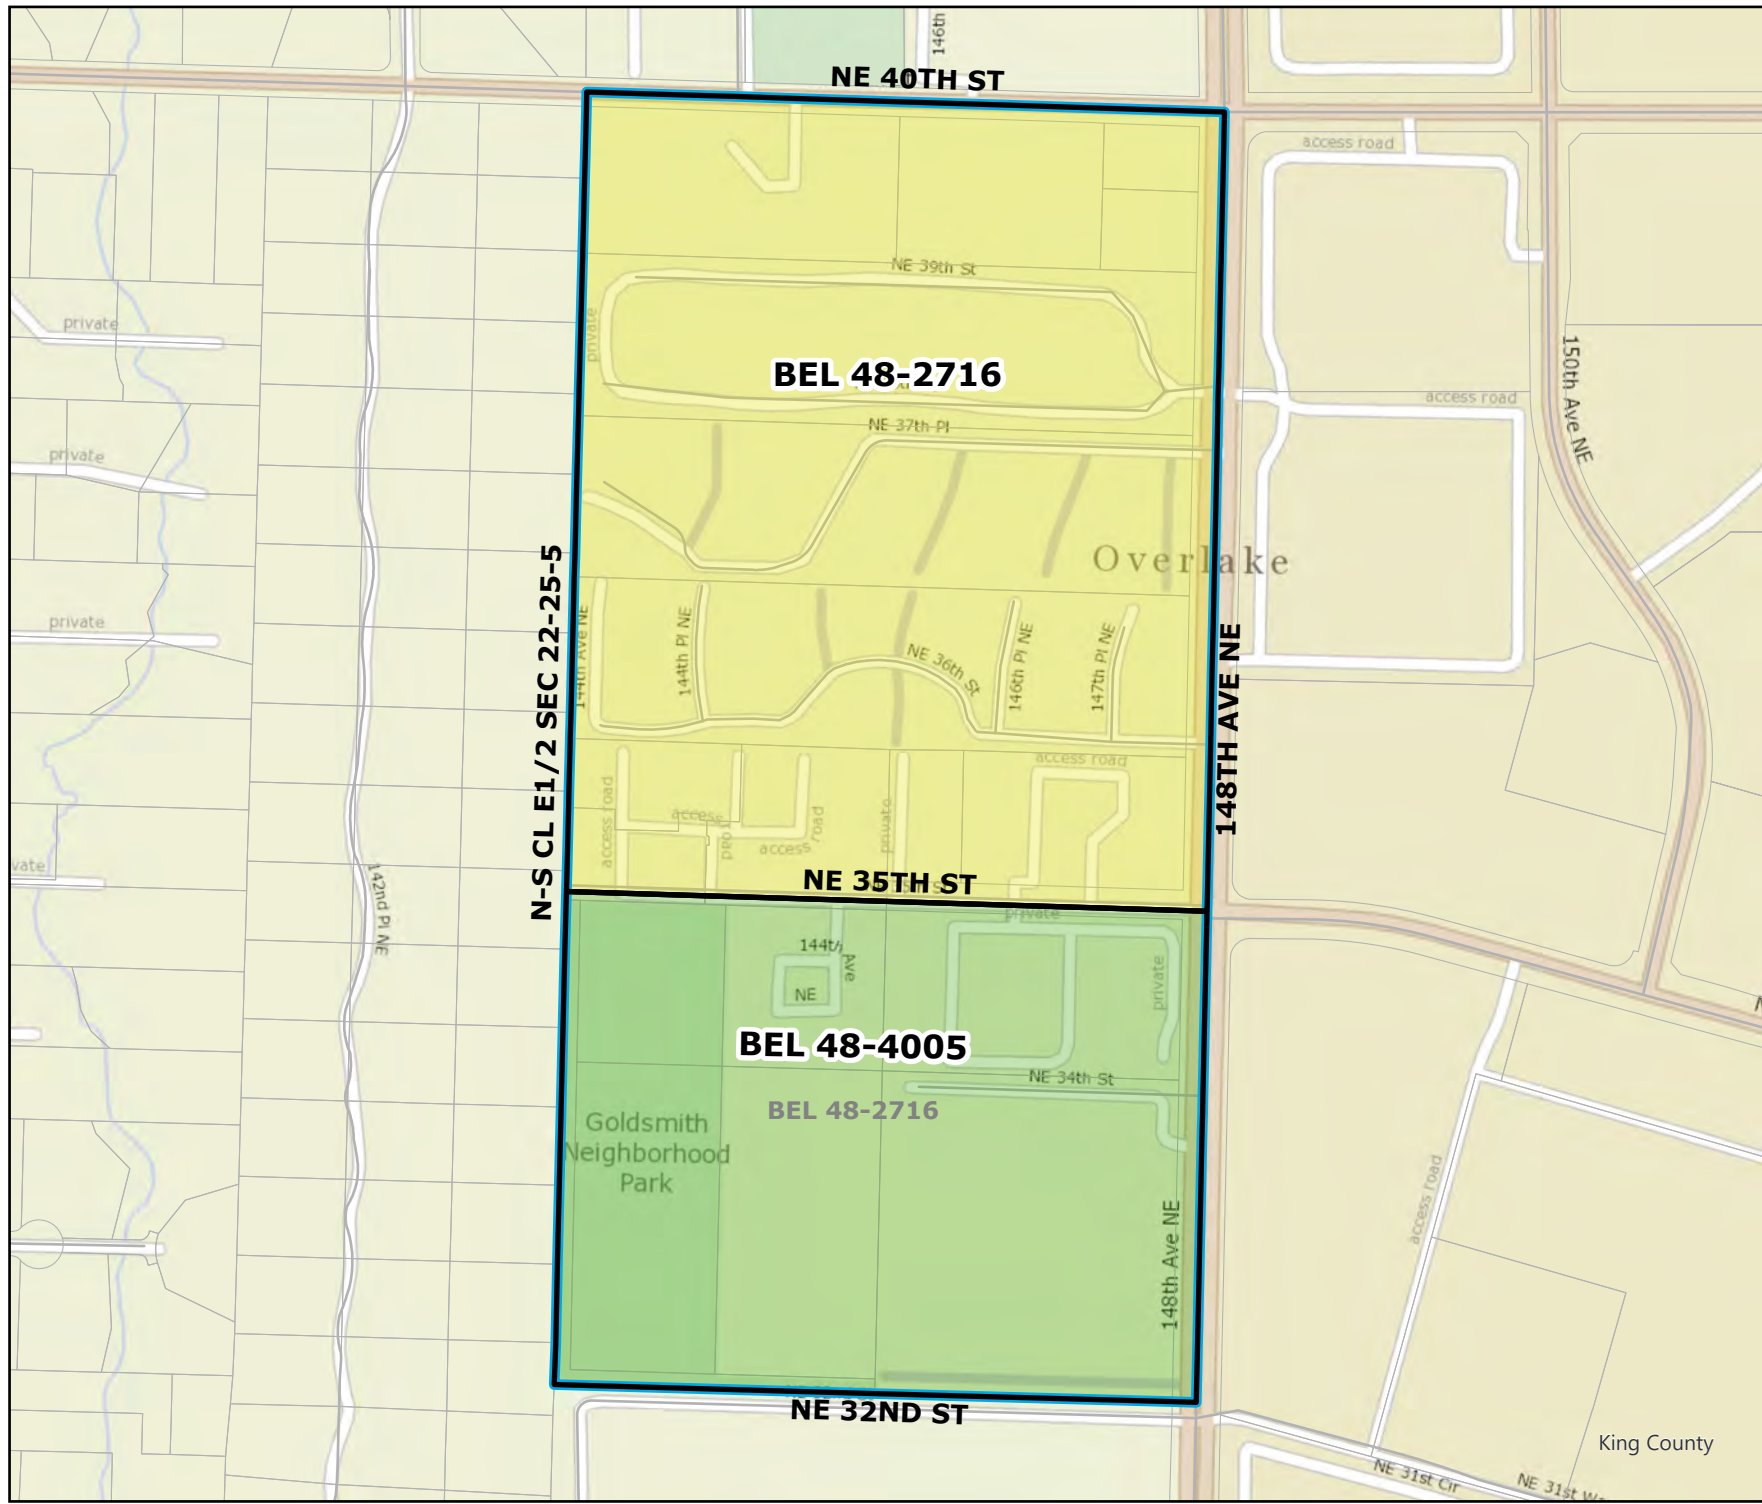 146th
NE 40TH ST
access road
NE 39th St
private
private
BEL 48-2716
150th Ave NE
access road
NE 37th Pl
private
Overlake
N-S CL E1/2 SEC 22-25-5
144th Ave NE
144th Pl NE
NE 36th St
146th Pl NE
147th Pl NE
148TH AVE NE
private
access road
access road
access
road
access
road
private
142nd Pl NE
NE 35TH ST
private
144th
Ave
NE
private
BEL 48-4005
NE 34th St
BEL 48-2716
Goldsmith
Neighborhood
Park
access road
148th Ave NE
NE 32ND ST
King County
NE 31st Cir
NE 31st